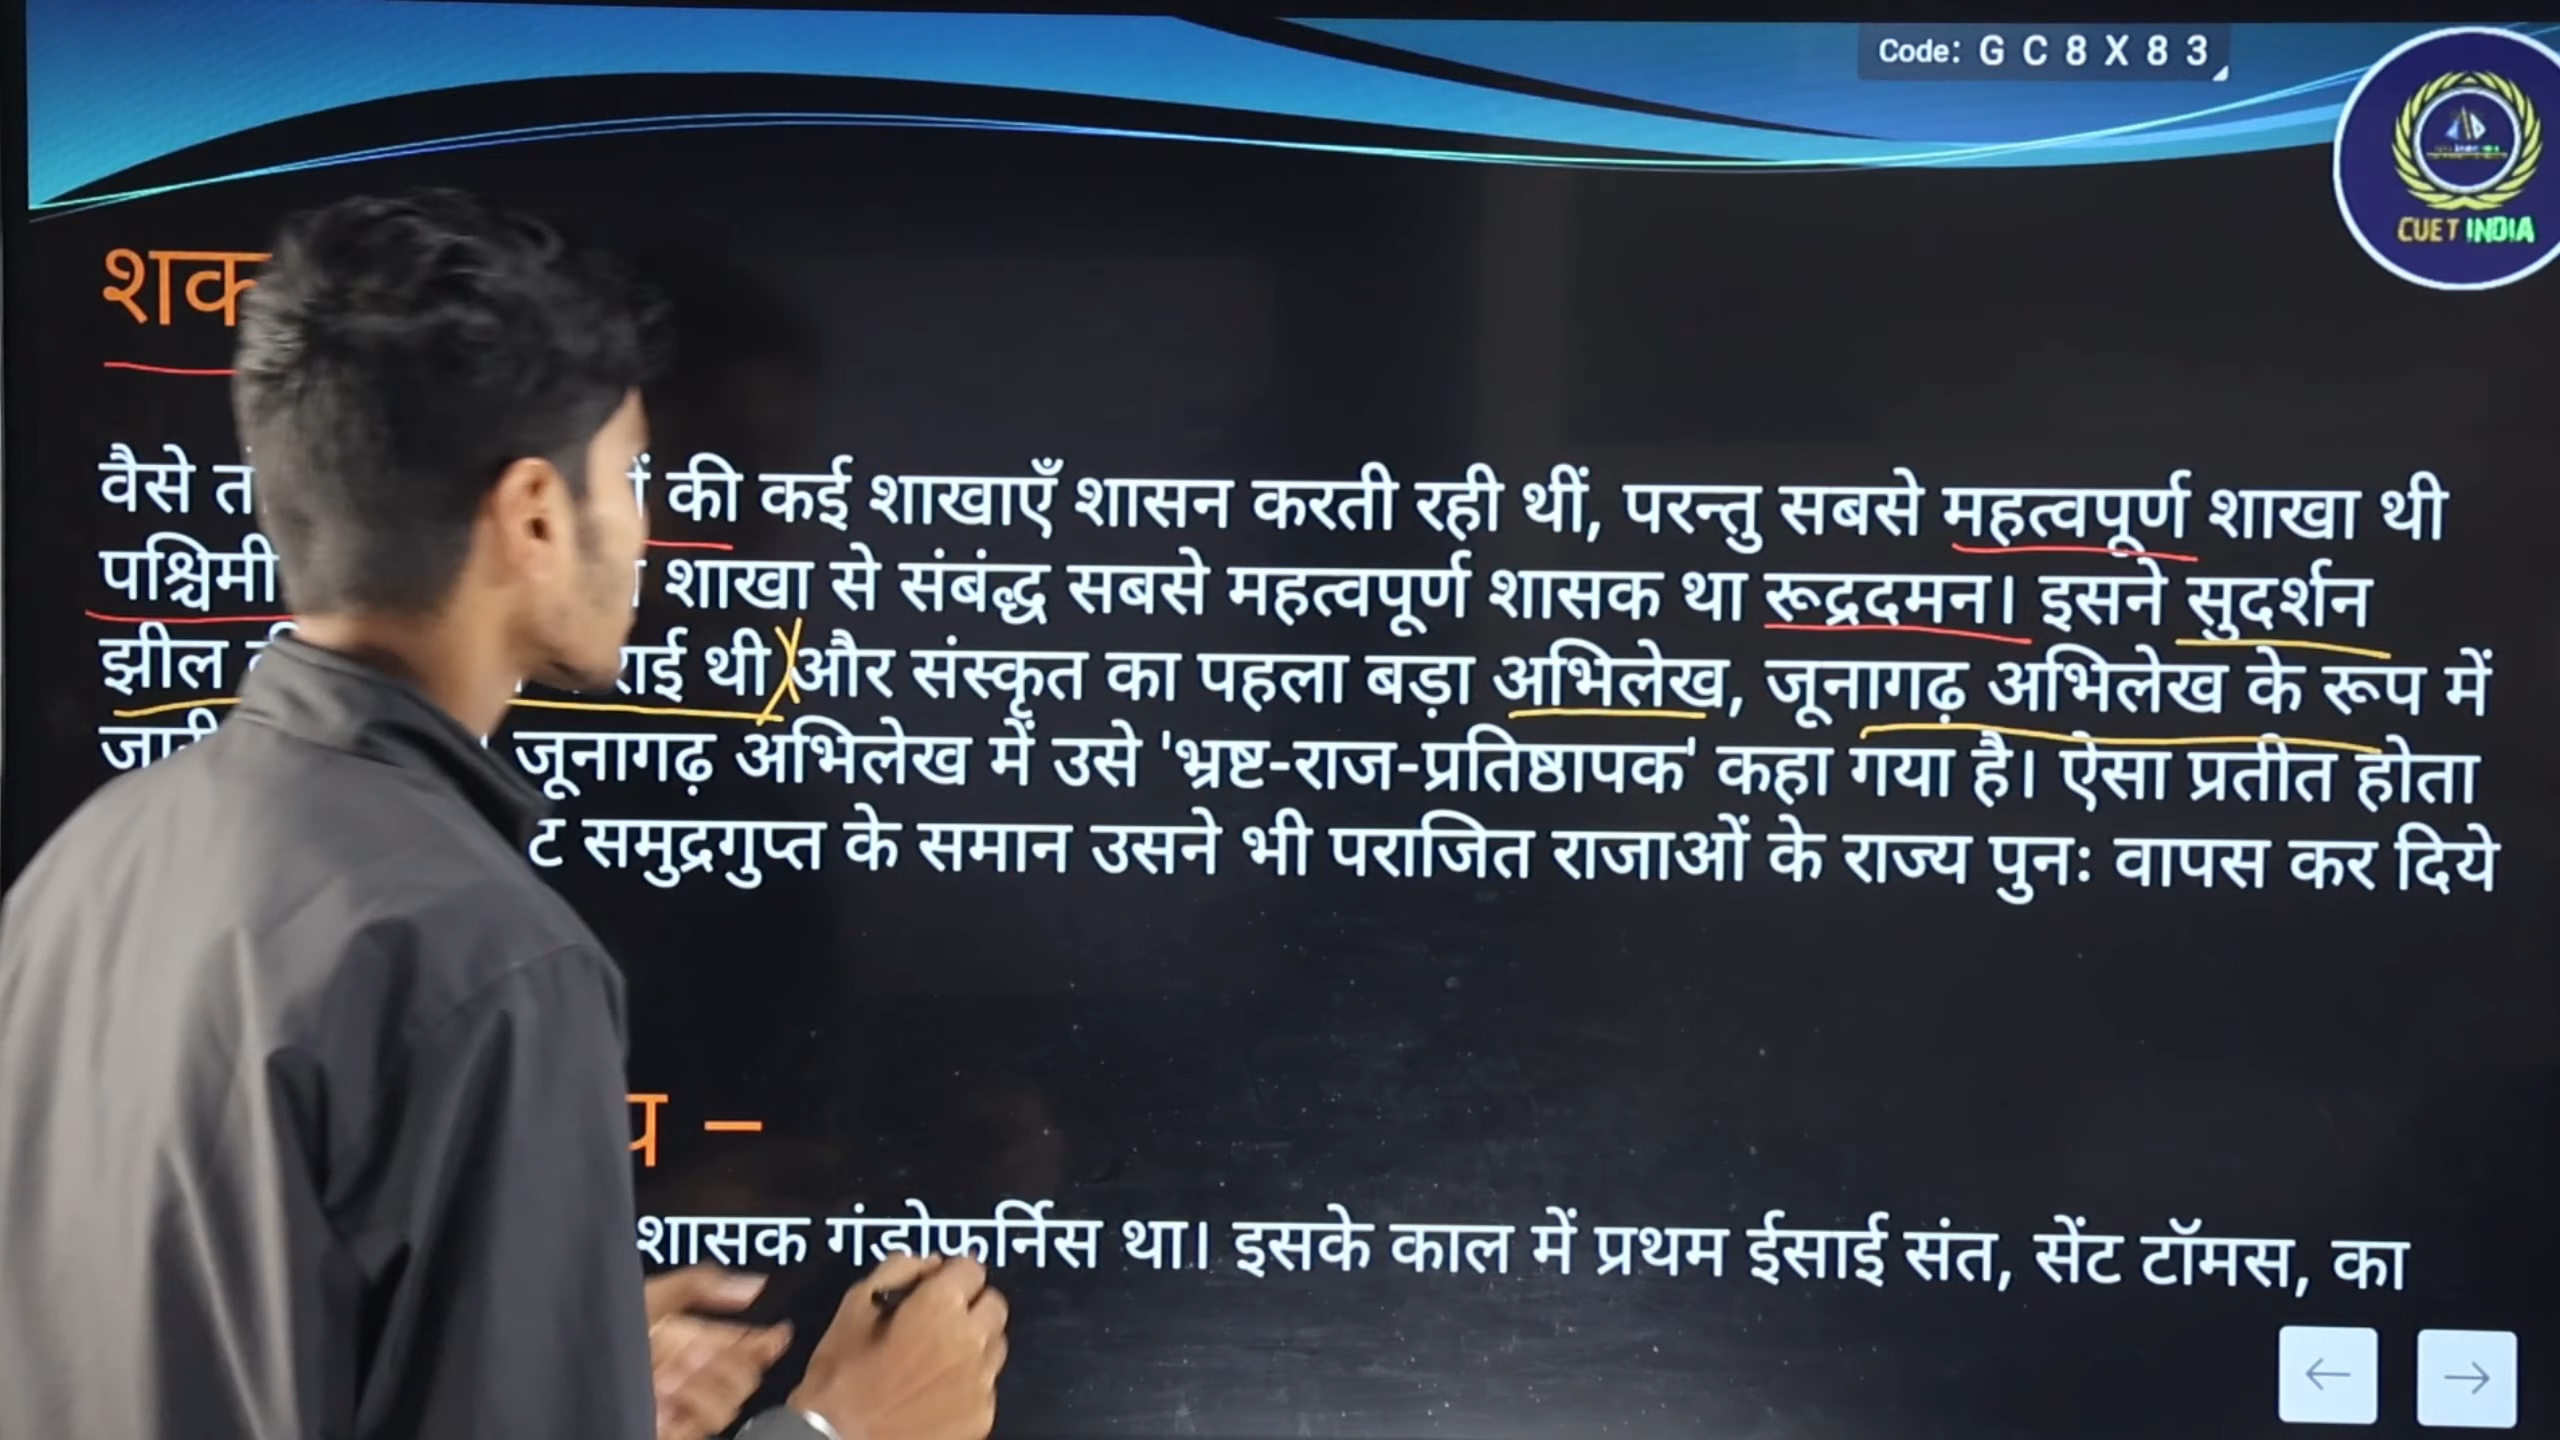 Code: G C 8 X 8 3
CUET INDIA
शक
वैसे की कई शाखाएँ शासन करती रही थीं, परन्तु सबसे महत्वपूर्ण शाखा थी
पश्चिमी शाखा से संबंद्ध सबसे महत्वपूर्ण शासक था रूद्रदमन। इसने सुदर्शन
झील थी और संस्कृत का पहला बड़ा अभिलेख, जूनागढ़ अभिलेख के रूप में
जूनागढ़ अभिलेख में उसे 'भ्रष्ट-राज-प्रतिष्ठापक' कहा गया है। ऐसा प्रतीत होता
समुद्रगुप्त के समान उसने भी पराजित राजाओं के राज्य पुनः वापस कर दिये
–
शासक गंडोफर्निस था। इसके काल में प्रथम ईसाई संत, सेंट टॉमस, का